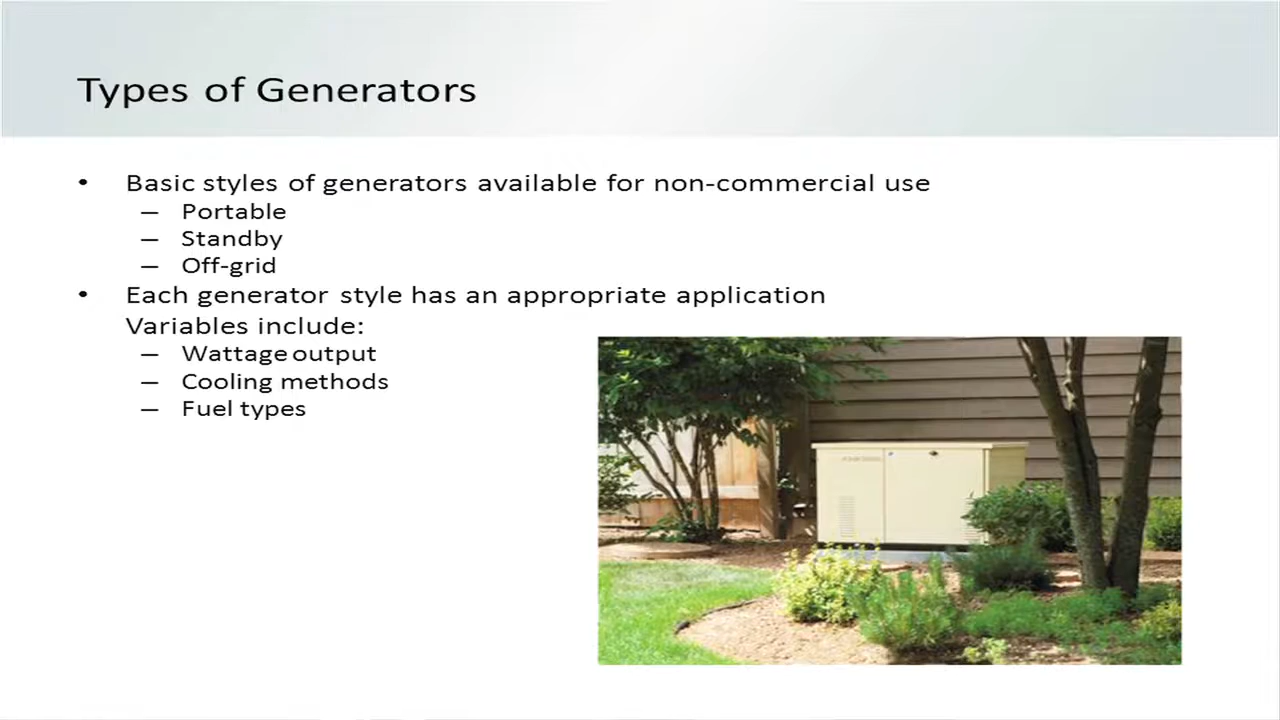 Types of Generators
• Basic styles of generators available for non-commercial use
– Portable
– Standby
– Off-grid
• Each generator style has an appropriate application
Variables include:
– Wattage output
– Cooling methods
– Fuel types